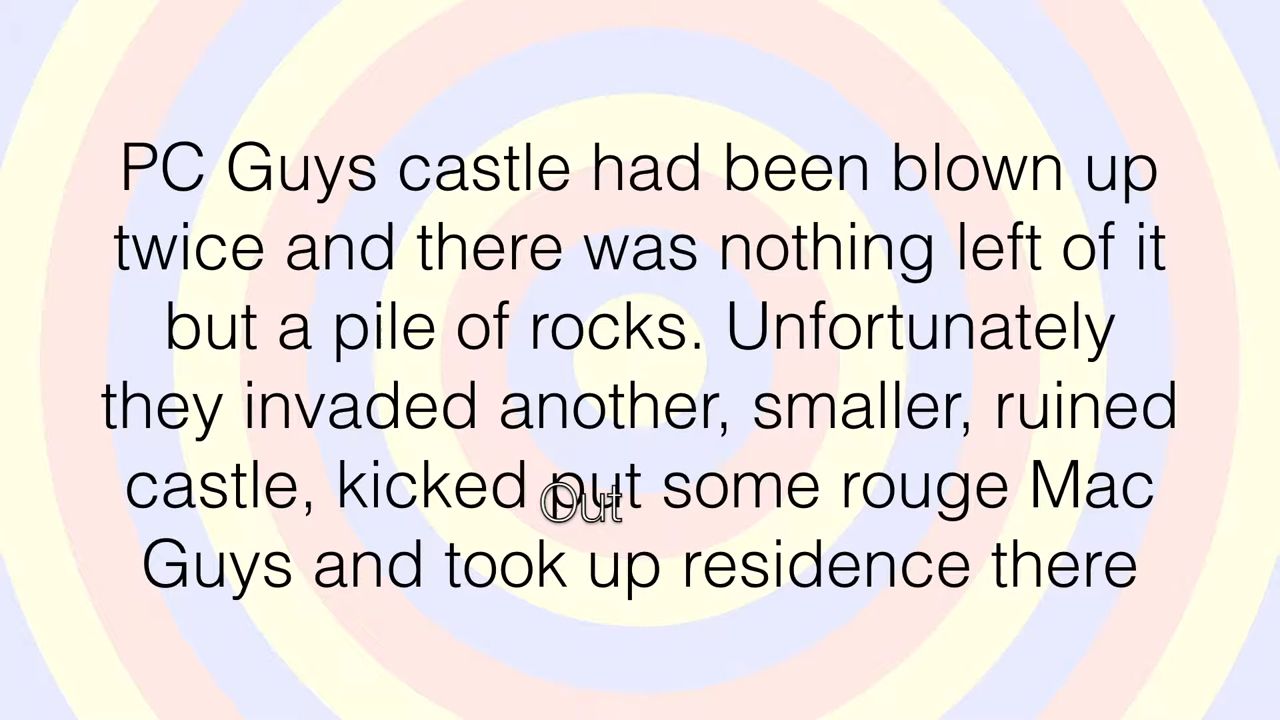 PC Guys castle had been blown up
twice and there was nothing left of it
but a pile of rocks. Unfortunately
they invaded another, smaller, ruined
castle, kicked put some rouge Mac
Out
Guys and took up residence there